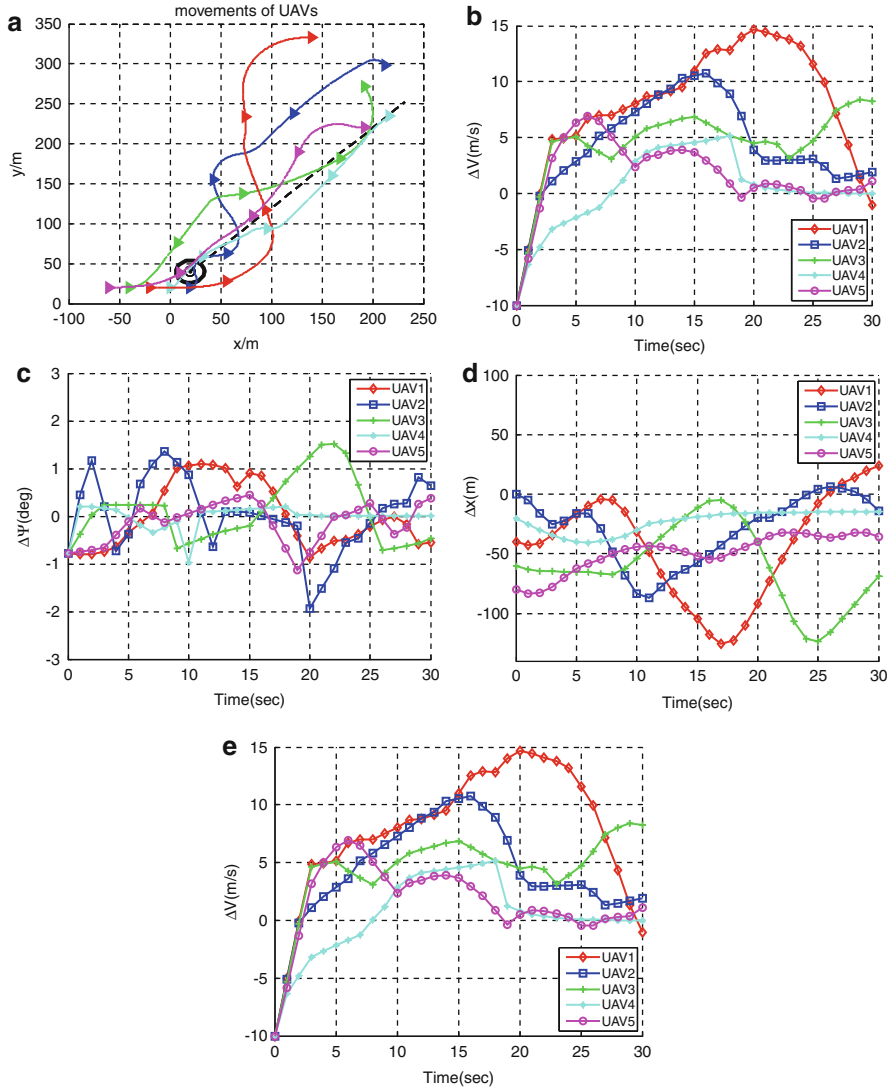 a
movements of UAVs
y/m
350
300
250
200
150
100
50
0
-100 -50 0 50 100 150 200 250
x/m
b
ΔV(m/s)
15
10
5
0
-5
-10
UAV1
UAV2
UAV3
UAV4
UAV5
0 5 10 15 20 25 30
Time(sec)
c
ΔΨ(deg)
3
2
1
0
-1
-2
-3
UAV1
UAV2
UAV3
UAV4
UAV5
0 5 10 15 20 25 30
Time(sec)
d
Δx(m)
100
50
0
-50
-100
UAV1
UAV2
UAV3
UAV4
UAV5
0 5 10 15 20 25 30
Time(sec)
e
ΔV(m/s)
15
10
5
0
-5
-10
UAV1
UAV2
UAV3
UAV4
UAV5
0 5 10 15 20 25 30
Time(sec)